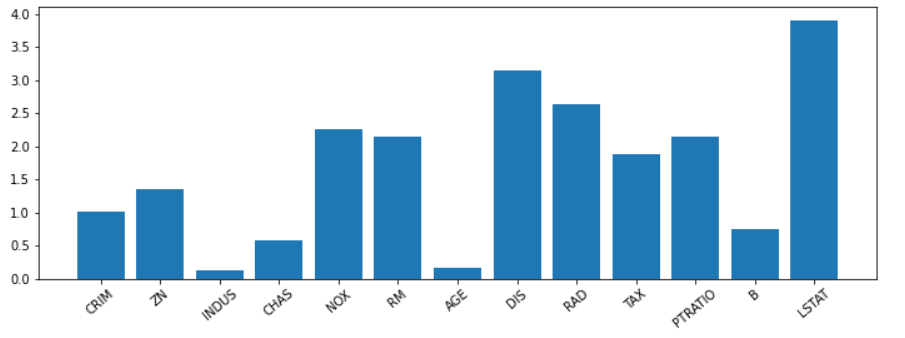 4.0
3.5
3.0
2.5
2.0
1.5
1.0
0.5
0.0
CRIM
ZN
INDUS
CHAS
NOX
RM
AGE
DIS
RAD
TAX
PTRATIO
B
LSTAT